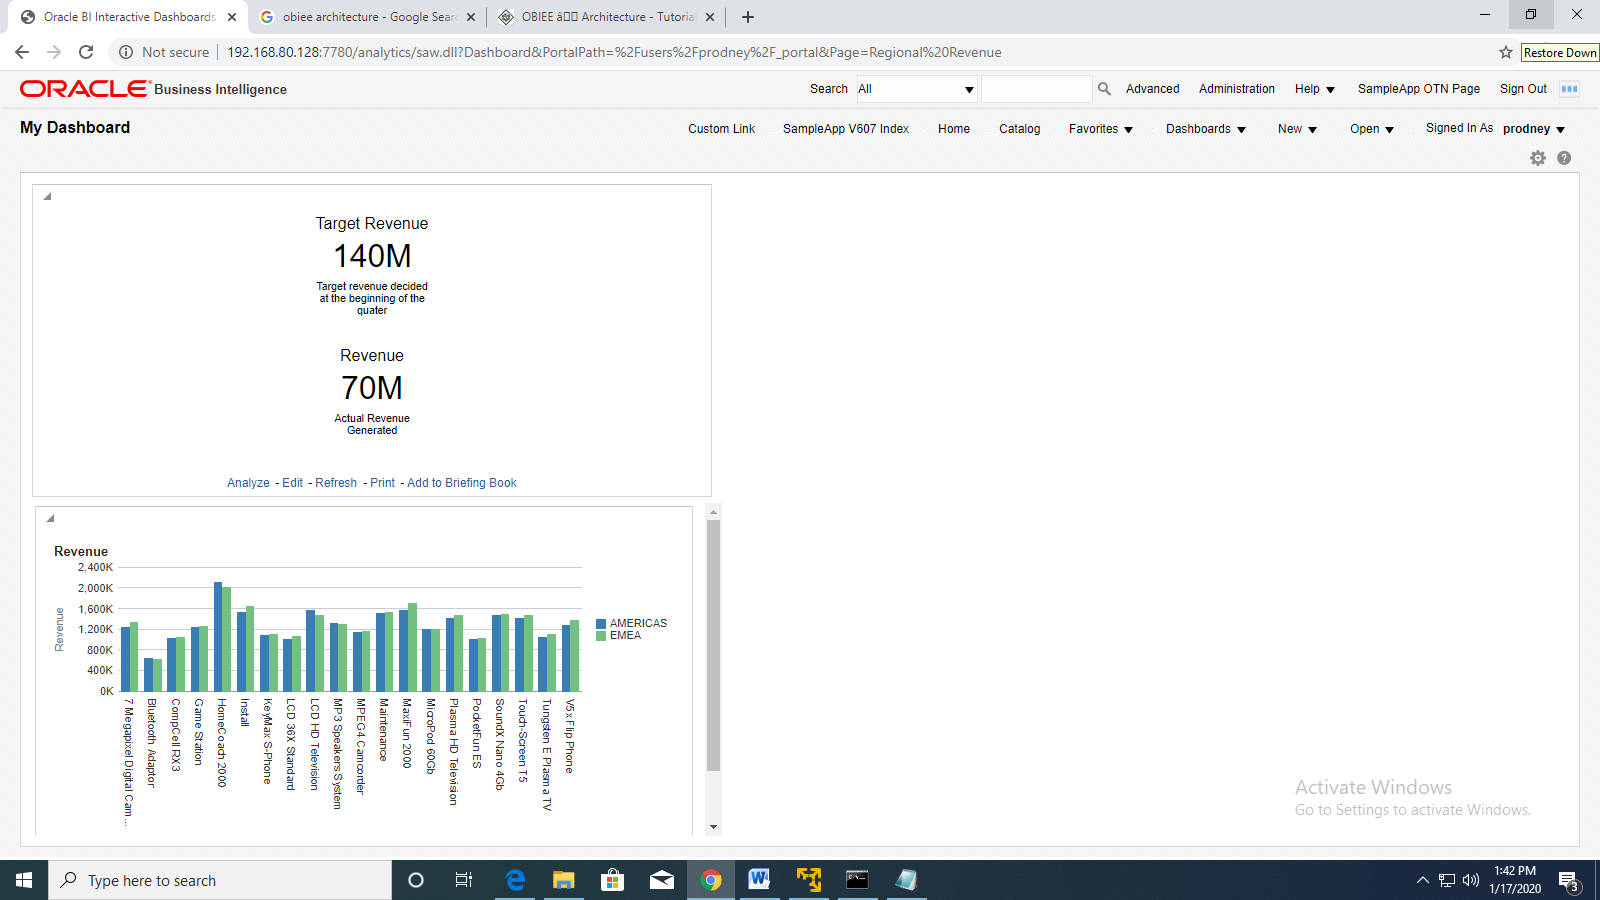 Oracle BI Interactive Dashboards
obiee architecture - Google Sear
OBIEE â Architecture - Tutorial
Not secure
192.168.80.128:7780/analytics/saw.dll?Dashboard&PortalPath=%2Fusers%2Fprodney%2F_portal&Page=Regional%20Revenue
Restore Down
ORACLE Business Intelligence
Search All Advanced Administration Help SampleApp OTN Page Sign Out
My Dashboard
Custom Link SampleApp V607 Index Home Catalog Favorites Dashboards New Open Signed In As prodney
Target Revenue
140M
Target revenue decided
at the beginning of the
quater
Revenue
70M
Actual Revenue
Generated
Analyze - Edit - Refresh - Print - Add to Briefing Book
Revenue
2,400K
2,000K
1,600K
1,200K
800K
400K
0K
Revenue
AMERICAS
EMEA
7 Megapixel Digital Cam...
Bluetooth Adaptor
CompCell RX3
Game Station
HomeCoach 2000
Install
KeyMax S-Phone
LCD 36X Standard
LCD HD Television
MP3 Speakers System
MPEG4 Camcorder
Maintenance
MaxiFun 2000
MicroPod 60Gb
Plasma HD Television
PocketFun ES
SoundX Nano 4Gb
Touch-Screen T5
Tungsten E Plasma TV
V5x Flip Phone
Activate Windows
Go to Settings to activate Windows.
Type here to search
1:42 PM
1/17/2020
3